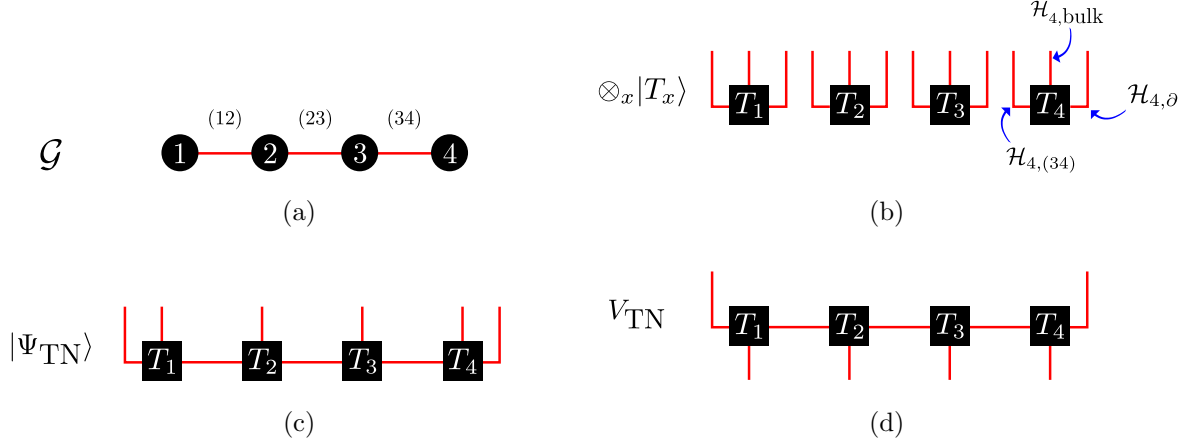 (12) (23) (34)
𝒢 1 2 3 4
(a)
ℋ₄,bulk
⊗ₓ|Tₓ⟩ T₁ T₂ T₃ T₄ ℋ₄,∂
ℋ₄,(34)
(b)
|Ψ_TN⟩ T₁ T₂ T₃ T₄
(c)
V_TN T₁ T₂ T₃ T₄
(d)